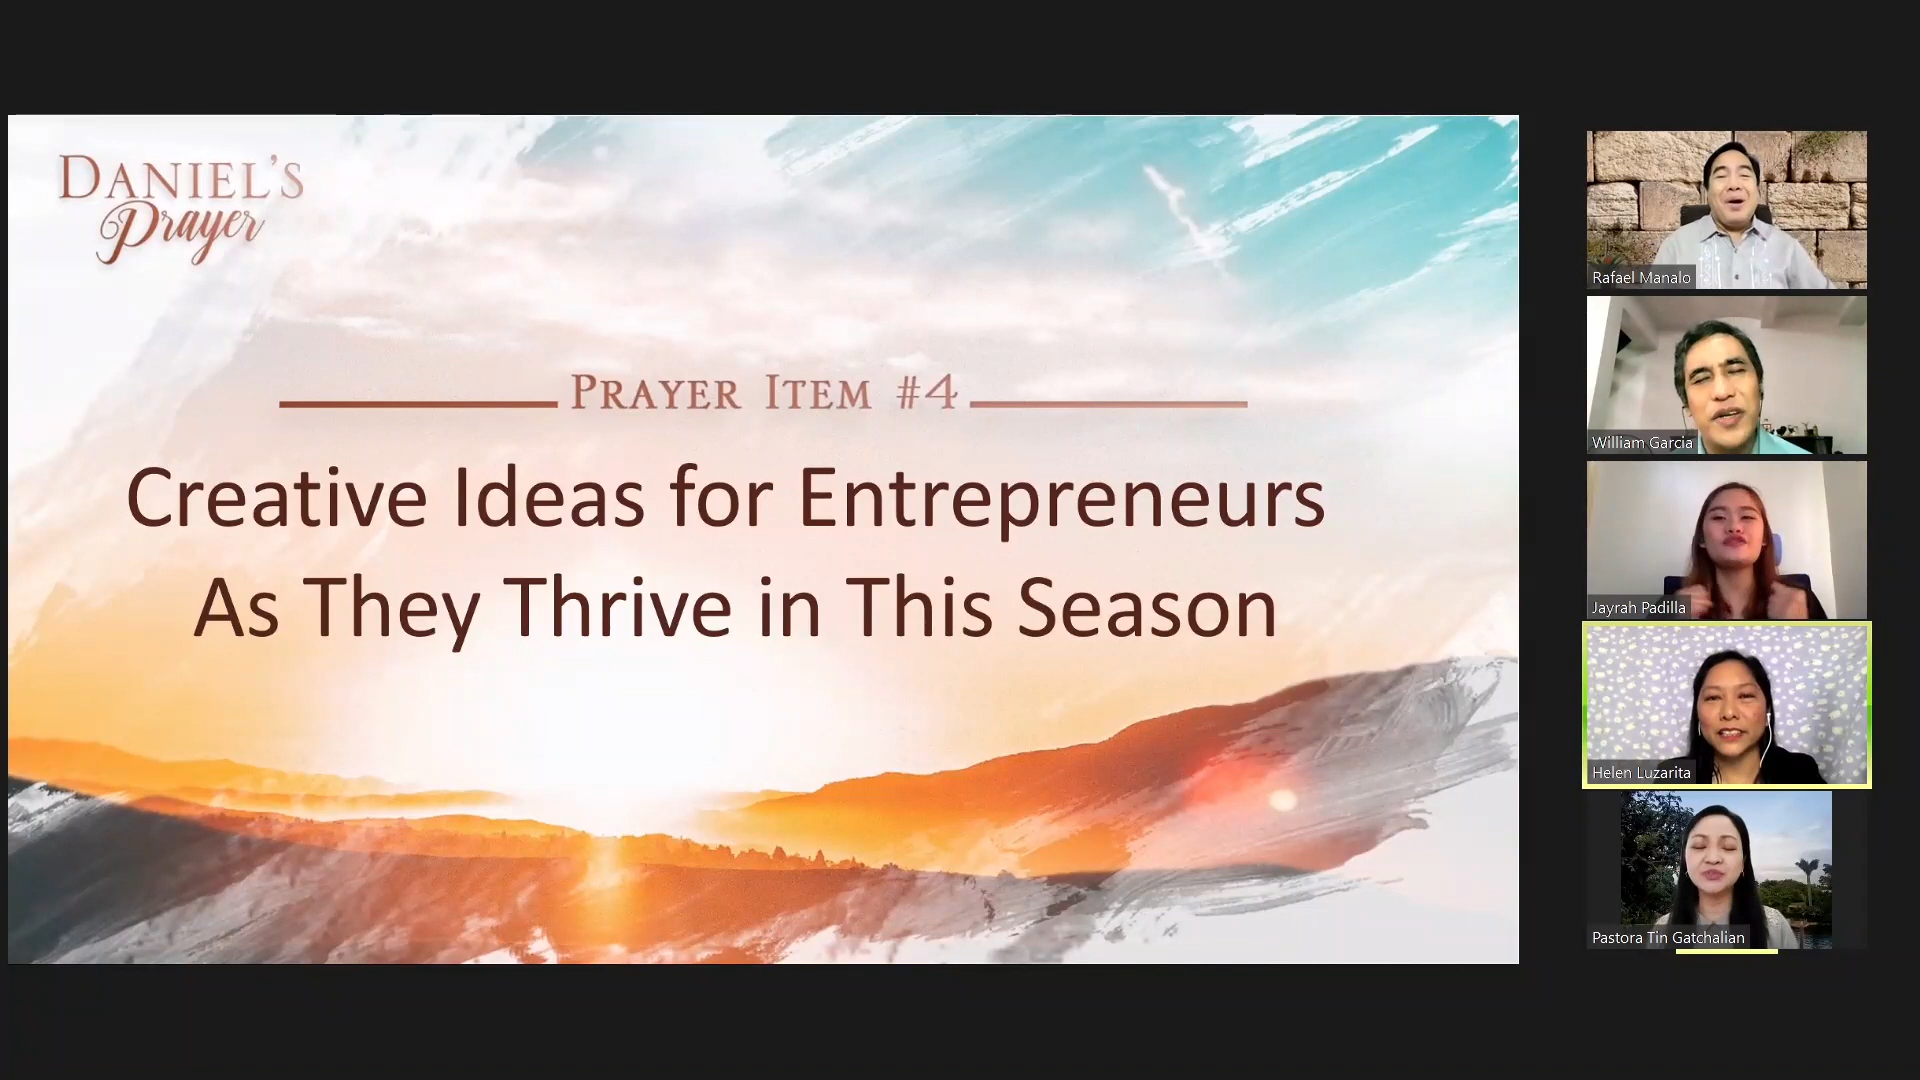 DANIEL'S
Prayer
PRAYER ITEM #4
Creative Ideas for Entrepreneurs
As They Thrive in This Season
Rafael Manalo
William Garcia
Jayrah Padilla
Helen Luzarita
Pastora Tin Gatchalian